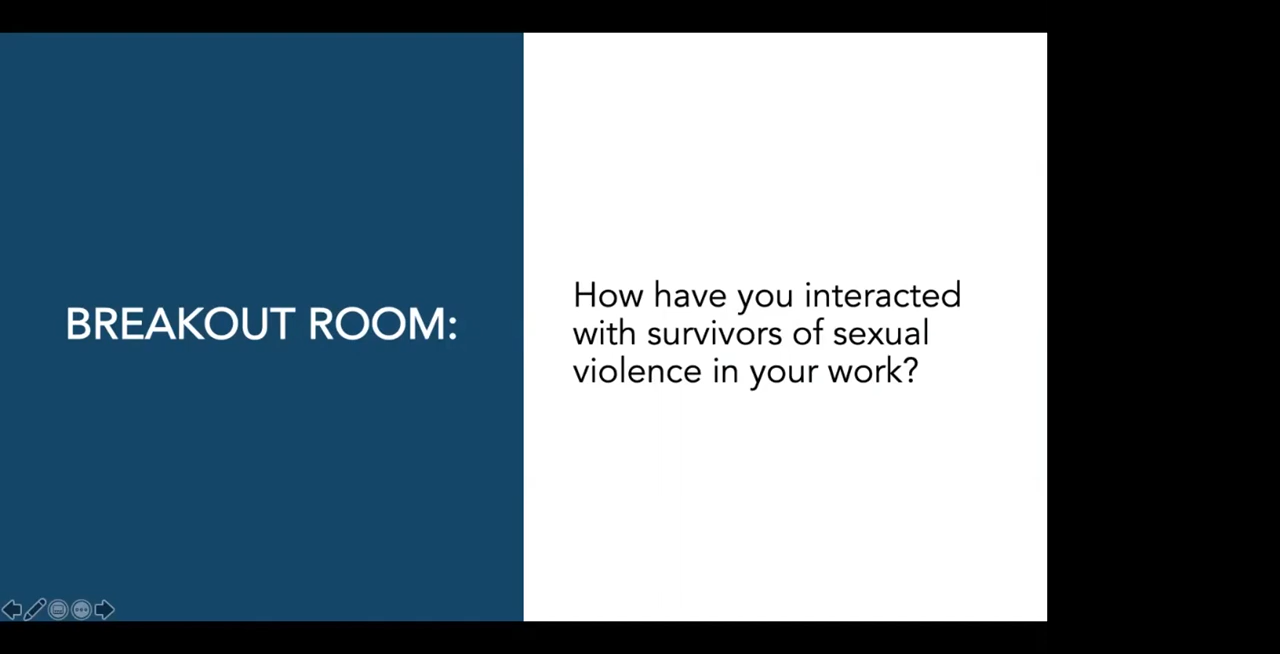 BREAKOUT ROOM:
How have you interacted
with survivors of sexual
violence in your work?